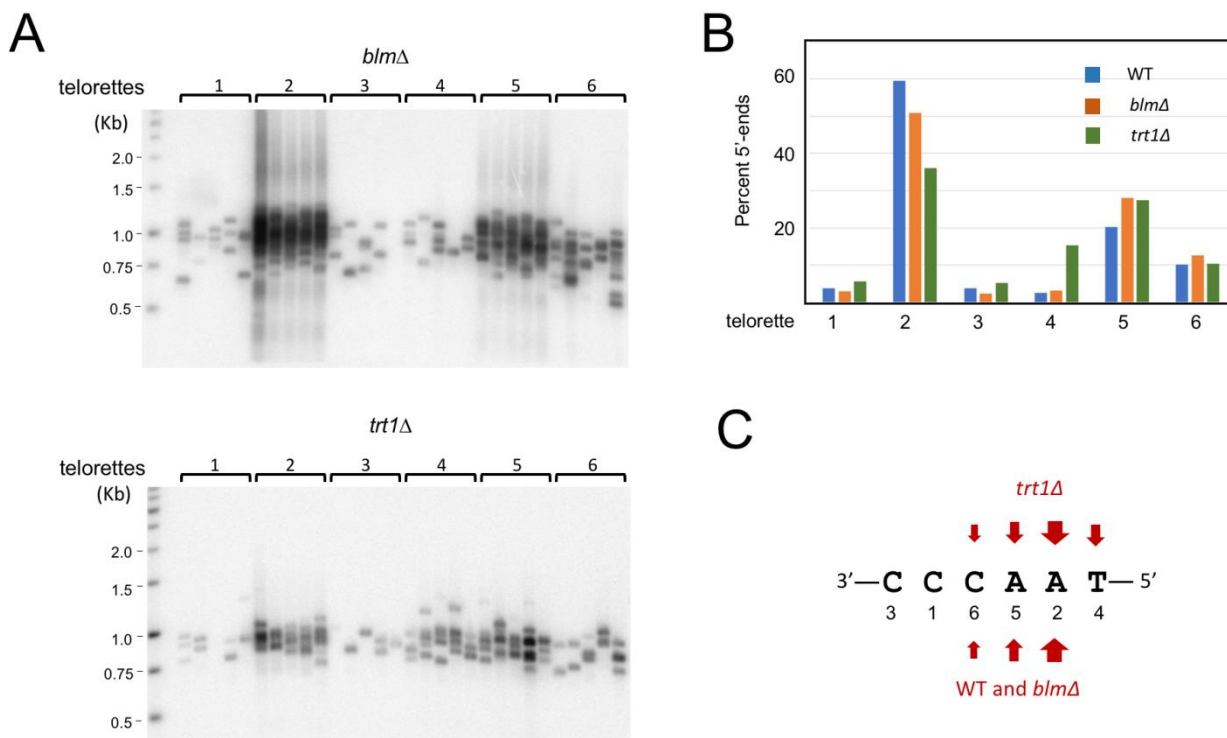 A
blmΔ
telorettes 1 2 3 4 5 6
(Kb)
2.0
1.5
1.0
0.75
0.5
trt1Δ
telorettes 1 2 3 4 5 6
(Kb)
2.0
1.5
1.0
0.75
0.5
B
Percent 5'-ends
60
40
20
WT
blmΔ
trt1Δ
telorette 1 2 3 4 5 6
C
trt1Δ
3'—C C C A A T—5'
3 1 6 5 2 4
WT and blmΔ